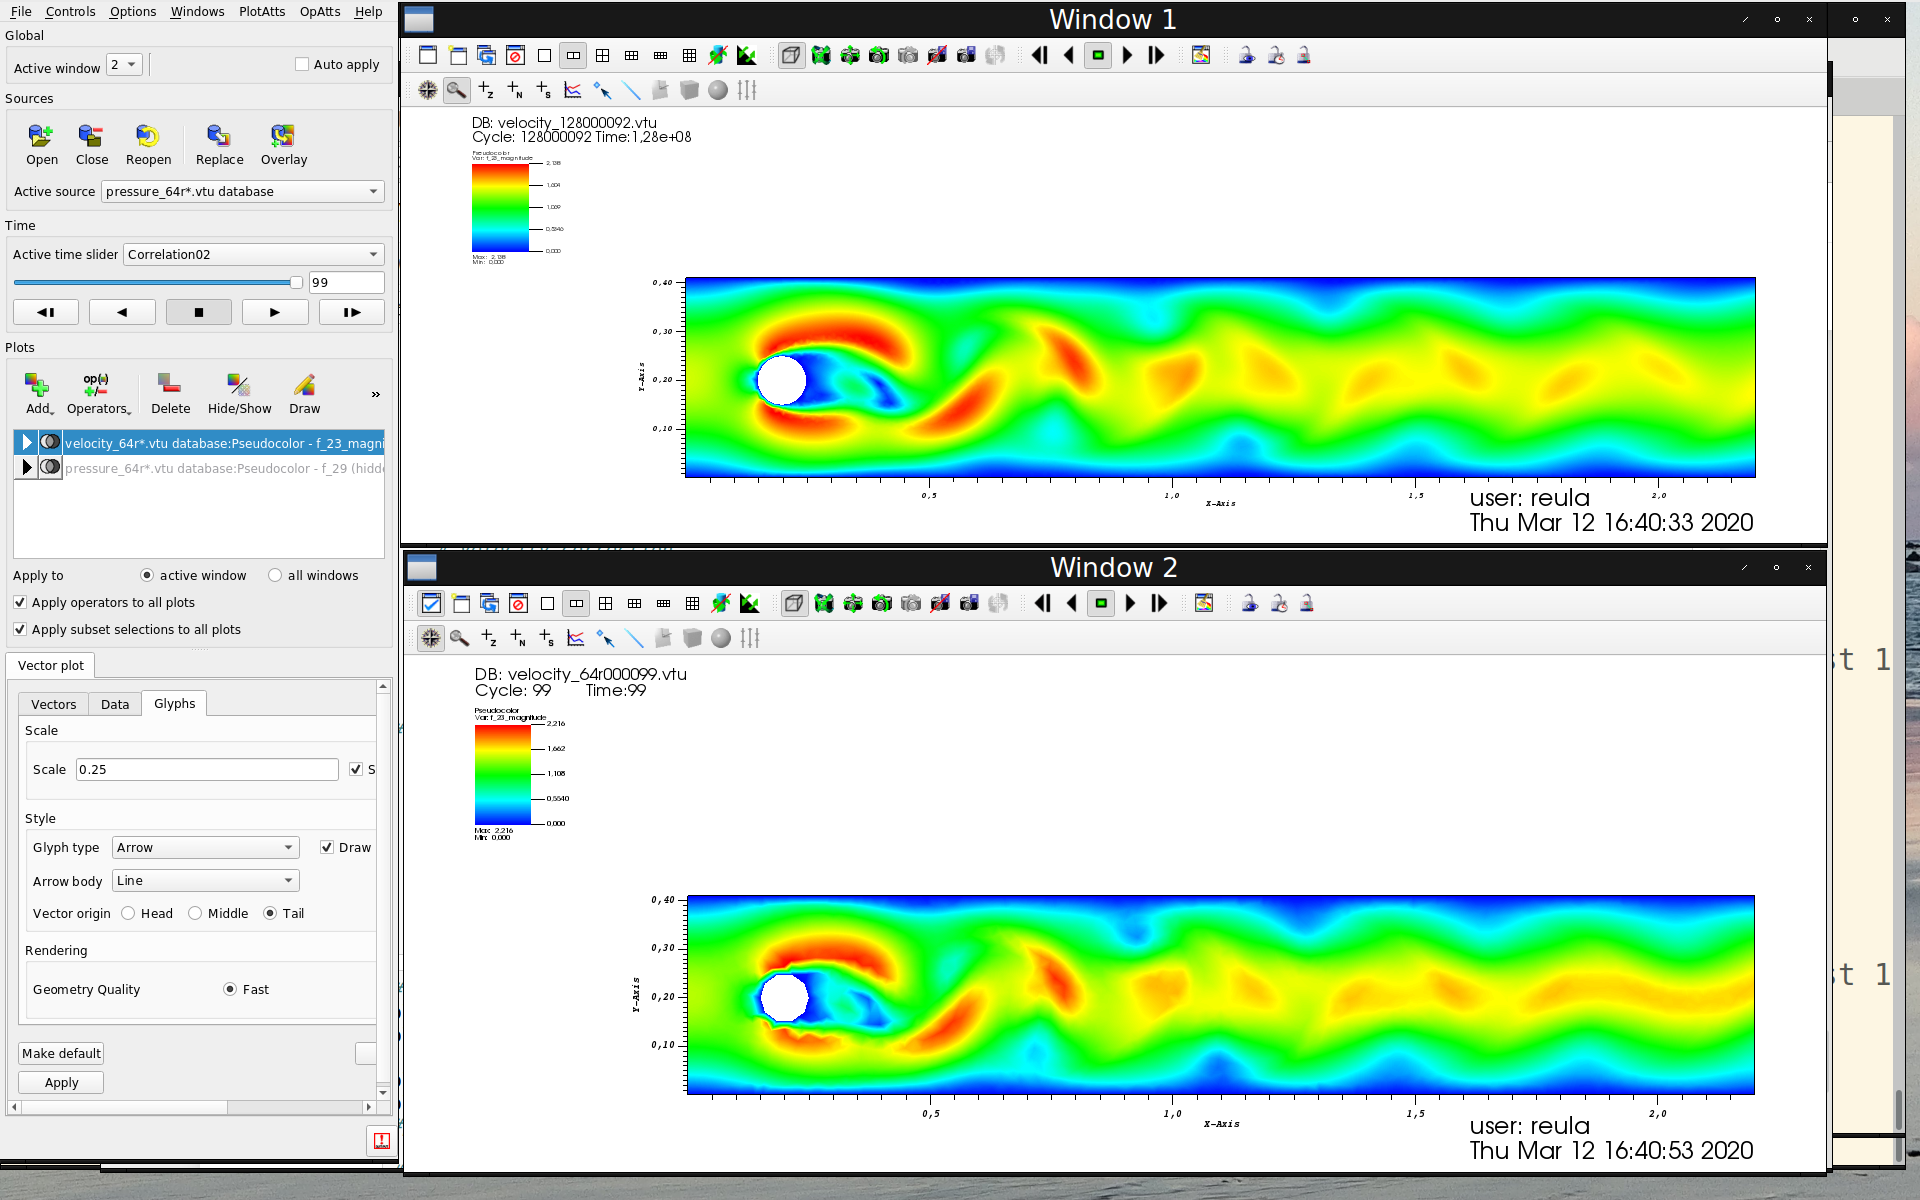 File Controls Options Windows PlotAtts OpAtts Help
Global
Active window 2 Auto apply
Sources
Open Close Reopen Replace Overlay
Active source pressure_64r*.vtu database
Time
Active time slider Correlation02
99
Plots
op(·)
Add Operators Delete Hide/Show Draw »
velocity_64r*.vtu database:Pseudocolor - f_23_magni
pressure_64r*.vtu database:Pseudocolor - f_29 (hidd
Apply to active window all windows
Apply operators to all plots
Apply subset selections to all plots
Vector plot
Vectors Data Glyphs
Scale
Scale 0.25 S
Style
Glyph type Arrow Draw
Arrow body Line
Vector origin Head Middle Tail
Rendering
Geometry Quality Fast
Make default
Apply
Window 1
DB: velocity_128000092.vtu
Cycle: 128000092 Time:1,28e+08
Pseudocolor
Var: f_23_magnitude
2,138
1,604
1,069
0,5346
0,000
Max: 2,138
Min: 0,000
0,40
0,30
0,20
0,10
Y-Axis
0,5 1,0 1,5 2,0
X-Axis
user: reula
Thu Mar 12 16:40:33 2020
Window 2
DB: velocity_64r000099.vtu
Cycle: 99 Time:99
Pseudocolor
Var: f_23_magnitude
2,216
1,662
1,108
0,5540
0,000
Max: 2,216
Min: 0,000
0,40
0,30
0,20
0,10
Y-Axis
0,5 1,0 1,5 2,0
X-Axis
user: reula
Thu Mar 12 16:40:53 2020
st 1
st 1